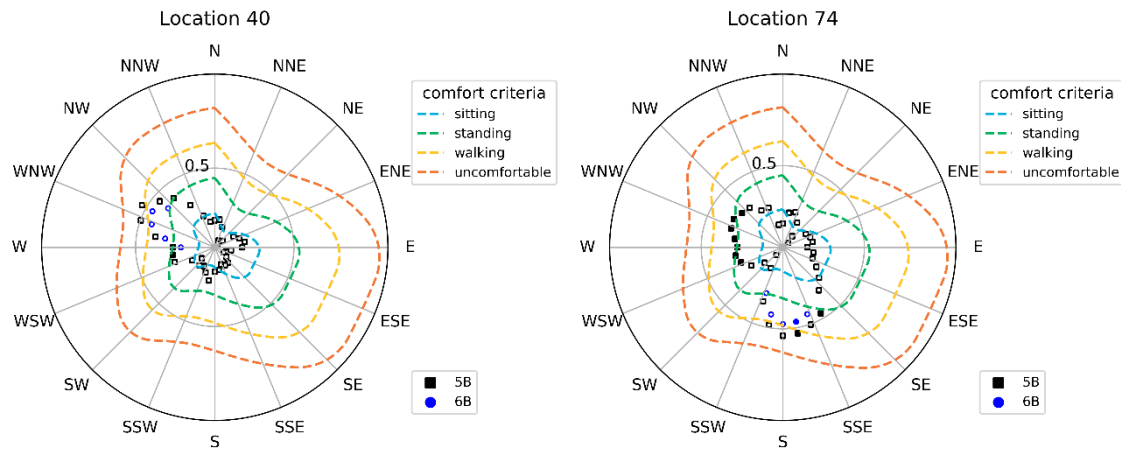 Location 40
N
NNE
NE
ENE
E
ESE
SE
SSE
S
SSW
SW
WSW
W
WNW
NW
NNW
0.5
comfort criteria
sitting
standing
walking
uncomfortable
5B
6B
Location 74
N
NNE
NE
ENE
E
ESE
SE
SSE
S
SSW
SW
WSW
W
WNW
NW
NNW
0.5
comfort criteria
sitting
standing
walking
uncomfortable
5B
6B